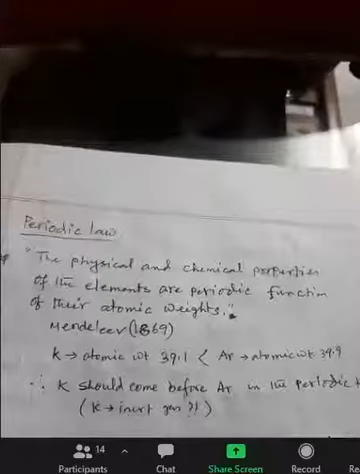 Periodic law
"The physical and chemical properties
of the elements are periodic function
of their atomic weights."
Mendeleev (1869)
K → atomic wt 39.1 < Ar → atomic wt 39.9
∴ K should come before Ar in the periodic t
(K → inert gas ?!)
14
Participants
Chat
Share Screen
Record
Re